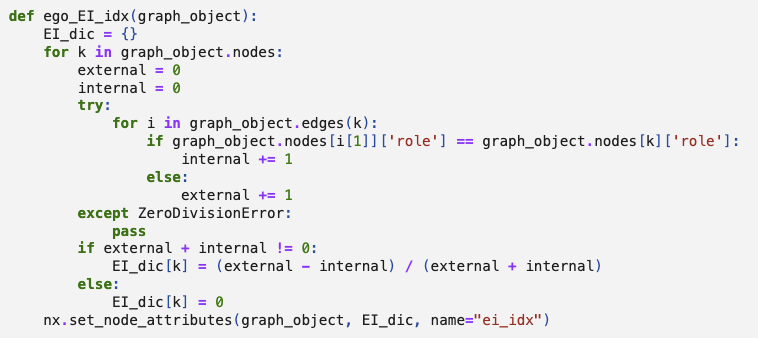 def ego_EI_idx(graph_object):
    EI_dic = {}
    for k in graph_object.nodes:
        external = 0
        internal = 0
        try:
            for i in graph_object.edges(k):
                if graph_object.nodes[i[1]]['role'] == graph_object.nodes[k]['role']:
                    internal += 1
                else:
                    external += 1
        except ZeroDivisionError:
            pass
        if external + internal != 0:
            EI_dic[k] = (external - internal) / (external + internal)
        else:
            EI_dic[k] = 0
    nx.set_node_attributes(graph_object, EI_dic, name="ei_idx")